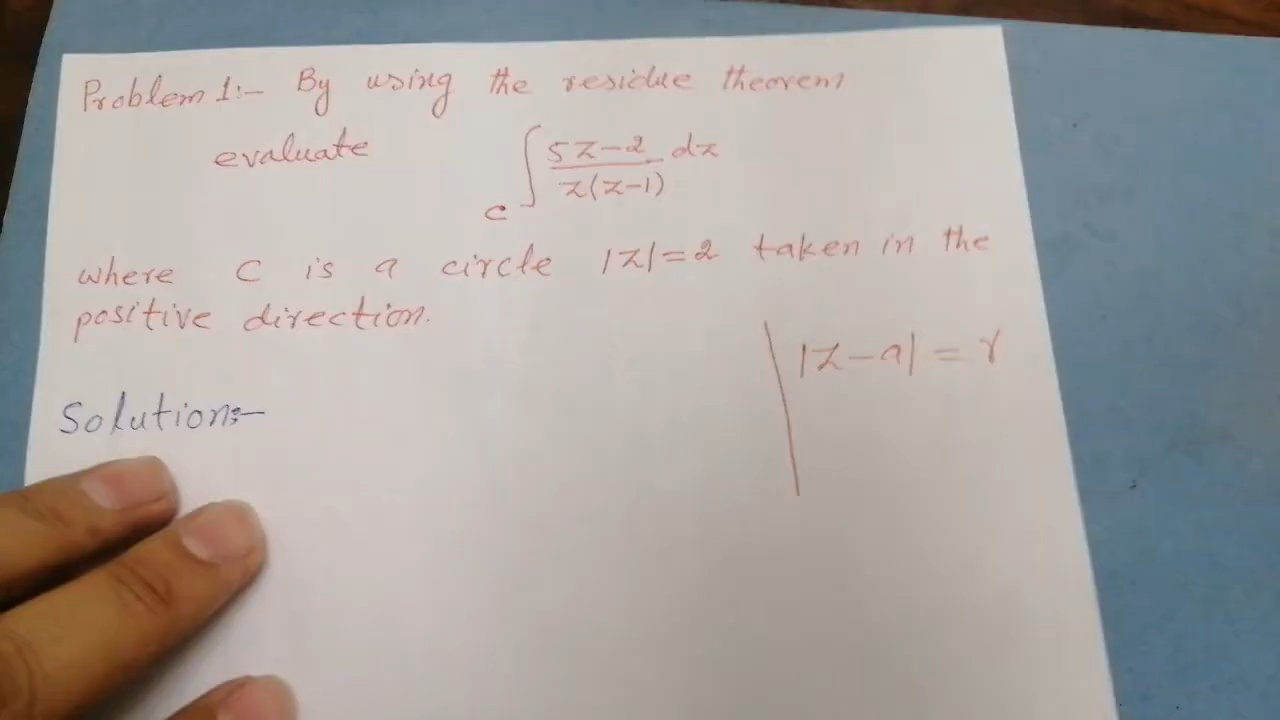 Problem 1:- By using the residue theorem
evaluate ∫ 5z-2 dz
z(z-1)
c
where c is a circle |z|=2 taken in the
positive direction.
|z-a| = r
Solution:-